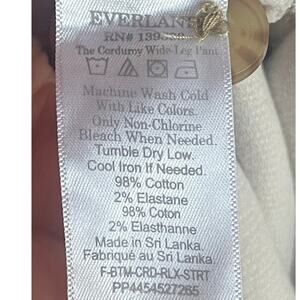 EVERLANE
RN# 139
The Corduroy Wide-Leg Pant
Machine Wash Cold
With Like Colors.
Only Non-Chlorine
Bleach When Needed.
Tumble Dry Low.
Cool Iron If Needed.
98% Cotton
2% Elastane
98% Coton
2% Elasthanne
Made in Sri Lanka.
Fabriqué au Sri Lanka.
F-BTM-CRD-RLX-STRT
PP4454527265